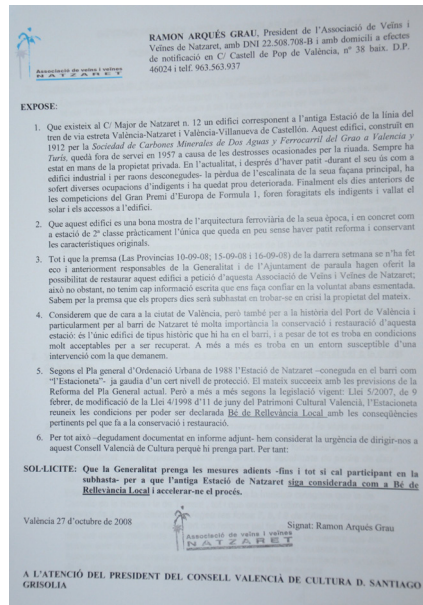 RAMON ARQUÉS GRAU, President de l'Associació de Veïns i
Veïnes de Natzaret, amb DNI 22.508.708-B i amb domicili a efectes
de notificació en C/ Castell de Pop de València, nº 38 baix. D.P.
46024 i telf. 963.563.937
Associació de veïns i veïnes
NATZARET
EXPOSE:
1. Que existeix al C/ Major de Natzaret n. 12 un edifici corresponent a l'antiga Estació de la línia del
tren de via estreta València-Natzaret i València-Villanueva de Castellón. Aquest edifici, construït en
1912 per la Sociedad de Carbones Minerales de Dos Aguas y Ferrocarril del Grao a Valencia y
Turís, quedà fora de servei en 1957 a causa de les destrosses ocasionades per la riuada. Sempre ha
estat en mans de la propietat privada. En l'actualitat, i després d'haver patit -durant el seu ús com a
edifici industrial i per raons desconegudes- la pèrdua de l'escalinata de la seua façana principal, ha
sofert diverses ocupacions d'indigents i ha quedat prou deteriorada. Finalment els dies anteriors de
les competicions del Gran Premi d'Europa de Formula 1, foren foragitats els indigents i vallat el
solar i els accessos a l'edifici.
2. Que aquest edifici es una bona mostra de l'arquitectura ferroviària de la seua època, i en concret com
a estació de 2ª classe pràcticament l'única que queda en peu sense haver patit reforma i conservant
les característiques originals.
3. Tot i que la premsa (Las Provincias 10-09-08; 15-09-08 i 16-09-08) de la darrera setmana se n'ha fet
eco i anteriorment responsables de la Generalitat i de l'Ajuntament de paraula hagen oferit la
possibilitat de restaurar aquest edifici a petició d'aquesta Associació de Veïns i Veïnes de Natzaret;
això no obstant, no tenim cap informació escrita que ens faça confiar en la voluntat abans esmentada.
Sabem per la premsa que els propers dies serà subhastat en trobar-se en crisi la propietat del mateix.
4. Considerem que de cara a la ciutat de València, però també per a la història del Port de València i
particularment per al barri de Natzaret té molta importància la conservació i restauració d'aquesta
estació: és l'únic edifici de tipus històric que hi ha en el barri, i a pesar de tot es troba en condicions
molt acceptables per a ser recuperat. A més a més es troba en un entorn susceptible d'una
intervenció com la que demanem.
5. Segons el Pla general d'Ordenació Urbana de 1988 l'Estació de Natzaret –coneguda en el barri com
"l'Estacioneta"- ja gaudia d'un cert nivell de protecció. El mateix succeeix amb les previsions de la
Reforma del Pla General actual. Però a més a més segons la legislació vigent: Llei 5/2007, de 9
febrer, de modificació de la Llei 4/1998 d'11 de juny del Patrimoni Cultural Valencià, l'Estacioneta
reuneix les condicions per poder ser declarada Bé de Rellevància Local amb les conseqüències
pertinents pel que fa a la conservació i restauració.
6. Per tot això –degudament documentat en informe adjunt- hem considerat la urgència de dirigir-nos a
aquest Consell Valencià de Cultura perquè hi prenga part. Per tant:
SOL·LICITE: Que la Generalitat prenga les mesures adients -fins i tot si cal participant en la
subhasta- per a que l'antiga Estació de Natzaret siga considerada com a Bé de
Rellevància Local i accelerar-ne el procés.
València 27 d'octubre de 2008
Signat: Ramon Arqués Grau
Associació de veïns i veïnes
NATZARET
A L'ATENCIÓ DEL PRESIDENT DEL CONSELL VALENCIÀ DE CULTURA D. SANTIAGO
GRISOLIA